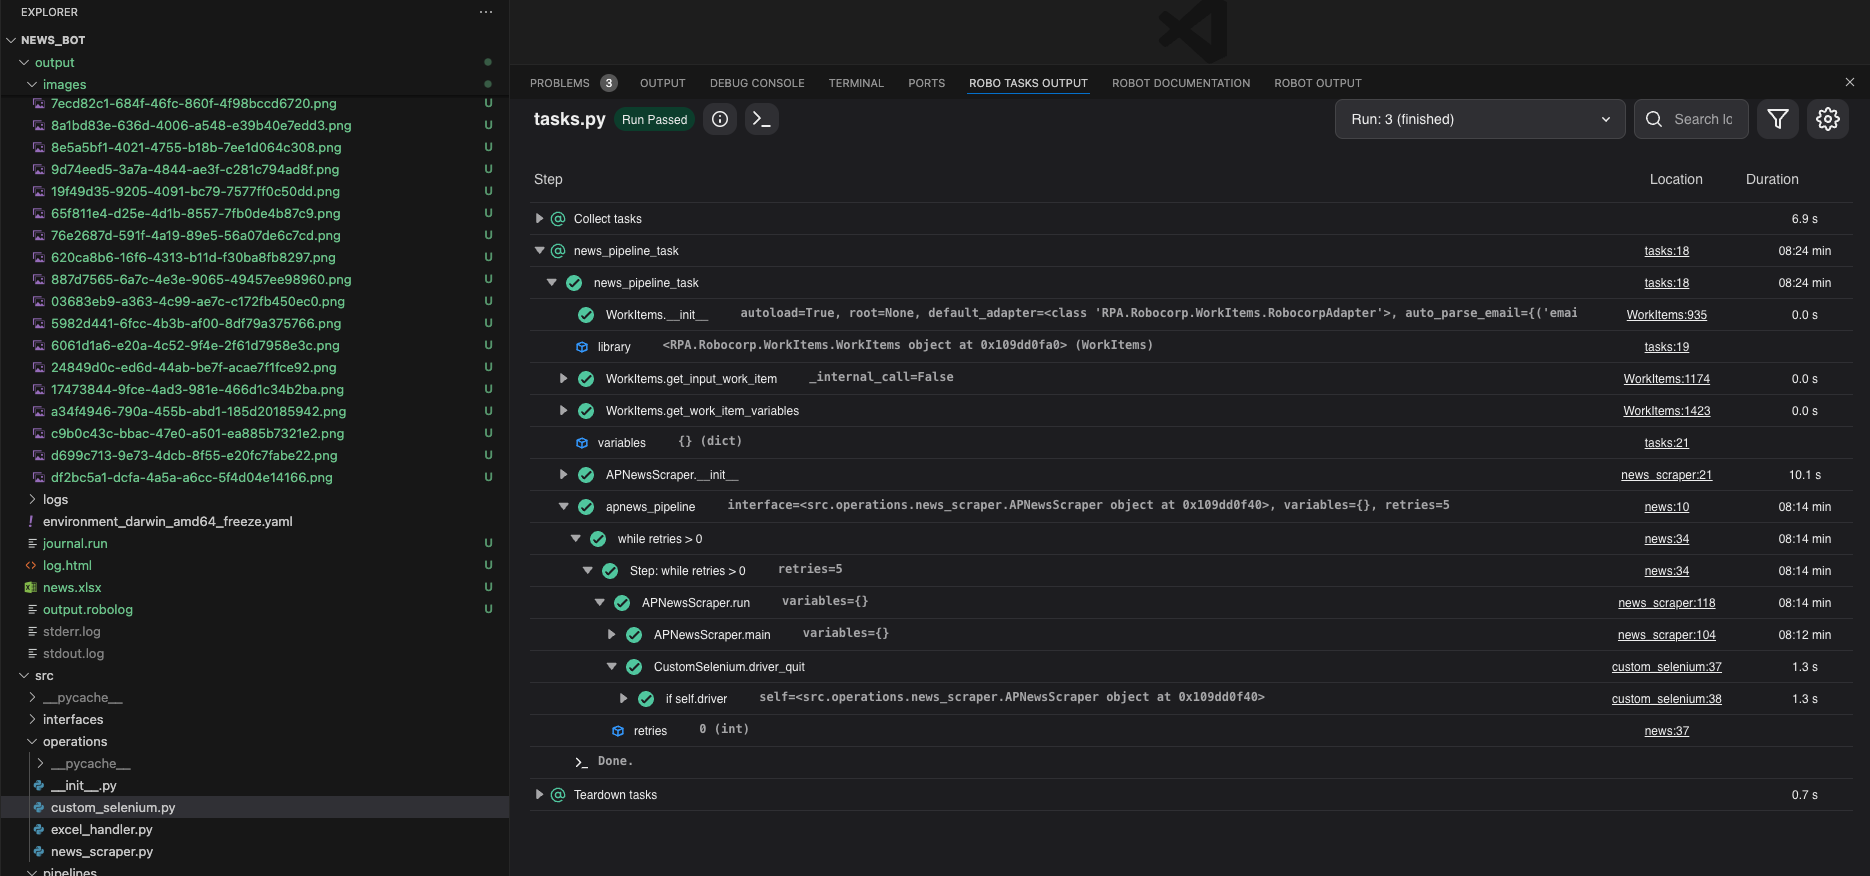 EXPLORER
NEWS_BOT
output
images
7ecd82c1-684f-46fc-860f-4f98bccd6720.png U
8a1bd83e-636d-4006-a548-e39b40e7edd3.png U
8e5a5bf1-4021-4755-b18b-7ee1d064c308.png U
9d74eed5-3a7a-4844-ae3f-c281c794ad8f.png U
19f49d35-9205-4091-bc79-7577ff0c50dd.png U
65f811e4-d25e-4d1b-8557-7fb0de4b87c9.png U
76e2687d-591f-4a19-89e5-56a07de6c7cd.png U
620ca8b6-16f6-4313-b11d-f30ba8fb8297.png U
887d7565-6a7c-4e3e-9065-49457ee98960.png U
03683eb9-a363-4c99-ae7c-c172fb450ec0.png U
5982d441-6fcc-4b3b-af00-8df79a375766.png U
6061d1a6-e20a-4c52-9f4e-2f61d7958e3c.png U
24849d0c-ed6d-44ab-be7f-acae7f1fce92.png U
17473844-9fce-4ad3-981e-466d1c34b2ba.png U
a34f4946-790a-455b-abd1-185d20185942.png U
c9b0c43c-bbac-47e0-a501-ea885b7321e2.png U
d699c713-9e73-4dcb-8f55-e20fc7fabe22.png U
df2bc5a1-dcfa-4a5a-a6cc-5f4d04e14166.png U
logs
environment_darwin_amd64_freeze.yaml
journal.run U
log.html U
news.xlsx U
output.robolog U
stderr.log
stdout.log
src
__pycache__
interfaces
operations
__pycache__
__init__.py
custom_selenium.py
excel_handler.py
news_scraper.py
pipelines
PROBLEMS 3 OUTPUT DEBUG CONSOLE TERMINAL PORTS ROBO TASKS OUTPUT ROBOT DOCUMENTATION ROBOT OUTPUT
tasks.py Run Passed Run: 3 (finished) Search lo
Step Location Duration
Collect tasks 6.9 s
news_pipeline_task tasks:18 08:24 min
news_pipeline_task tasks:18 08:24 min
WorkItems.__init__ autoload=True, root=None, default_adapter=<class 'RPA.Robocorp.WorkItems.RobocorpAdapter'>, auto_parse_email={('emai WorkItems:935 0.0 s
library <RPA.Robocorp.WorkItems.WorkItems object at 0x109dd0fa0> (WorkItems) tasks:19
WorkItems.get_input_work_item _internal_call=False WorkItems:1174 0.0 s
WorkItems.get_work_item_variables WorkItems:1423 0.0 s
variables {} (dict) tasks:21
APNewsScraper.__init__ news_scraper:21 10.1 s
apnews_pipeline interface=<src.operations.news_scraper.APNewsScraper object at 0x109dd0f40>, variables={}, retries=5 news:10 08:14 min
while retries > 0 news:34 08:14 min
Step: while retries > 0 retries=5 news:34 08:14 min
APNewsScraper.run variables={} news_scraper:118 08:14 min
APNewsScraper.main variables={} news_scraper:104 08:12 min
CustomSelenium.driver_quit custom_selenium:37 1.3 s
if self.driver self=<src.operations.news_scraper.APNewsScraper object at 0x109dd0f40> custom_selenium:38 1.3 s
retries 0 (int) news:37
Done.
Teardown tasks 0.7 s